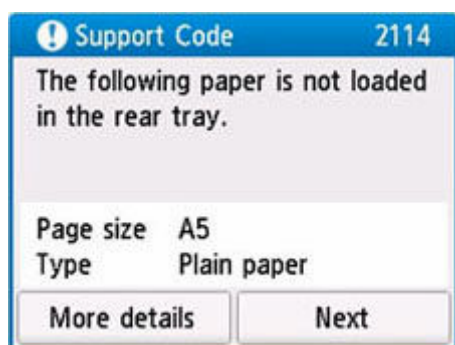 Support Code 2114
The following paper is not loaded
in the rear tray.
Page size A5
Type Plain paper
More details Next